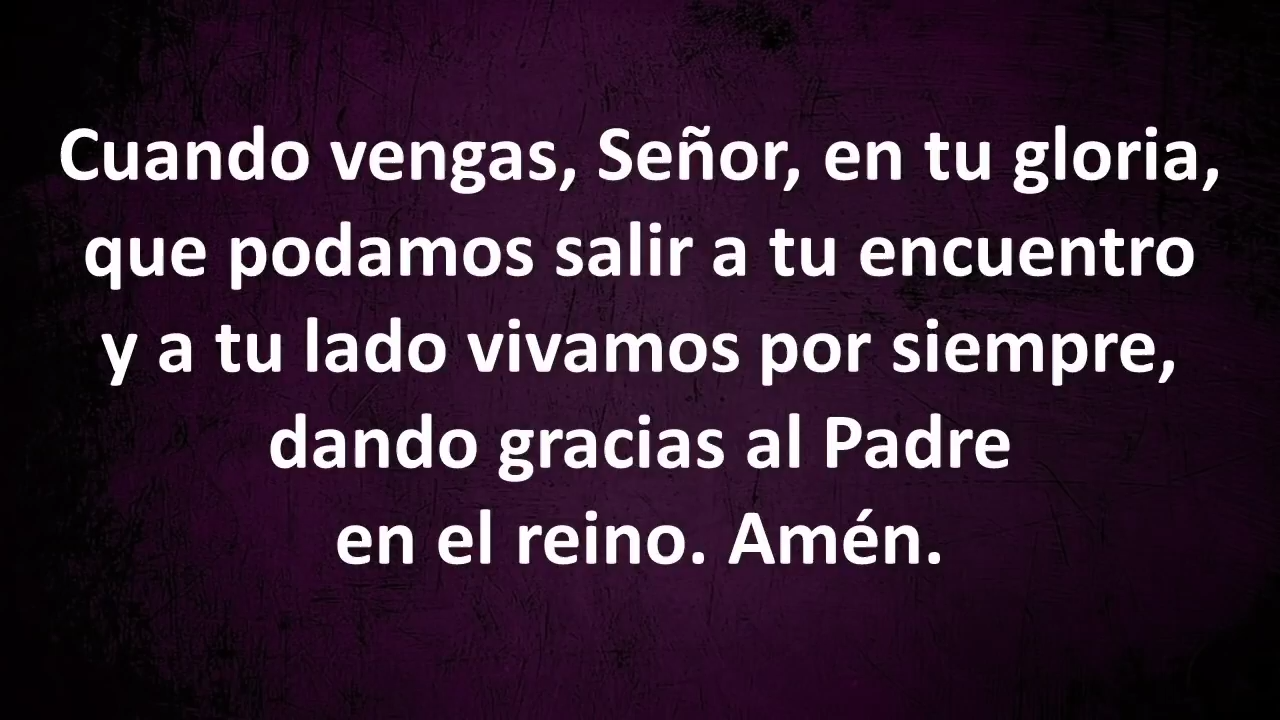 Cuando vengas, Señor, en tu gloria,
que podamos salir a tu encuentro
y a tu lado vivamos por siempre,
dando gracias al Padre
en el reino. Amén.